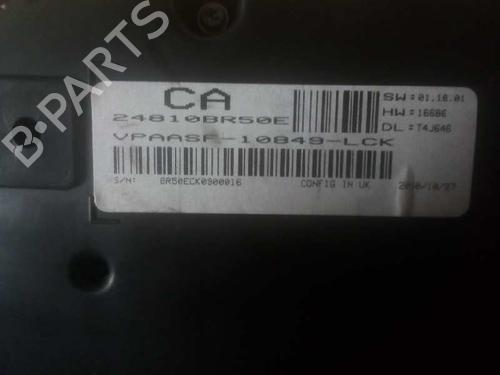 CA
24810BR50E
VPAASF-10849-LCK
S/N: BR50ECK0900016 CONFIG IN UK 2010/10/27
SW: 01.18.01
HW: 16686
DL: T4J646
B-PARTS